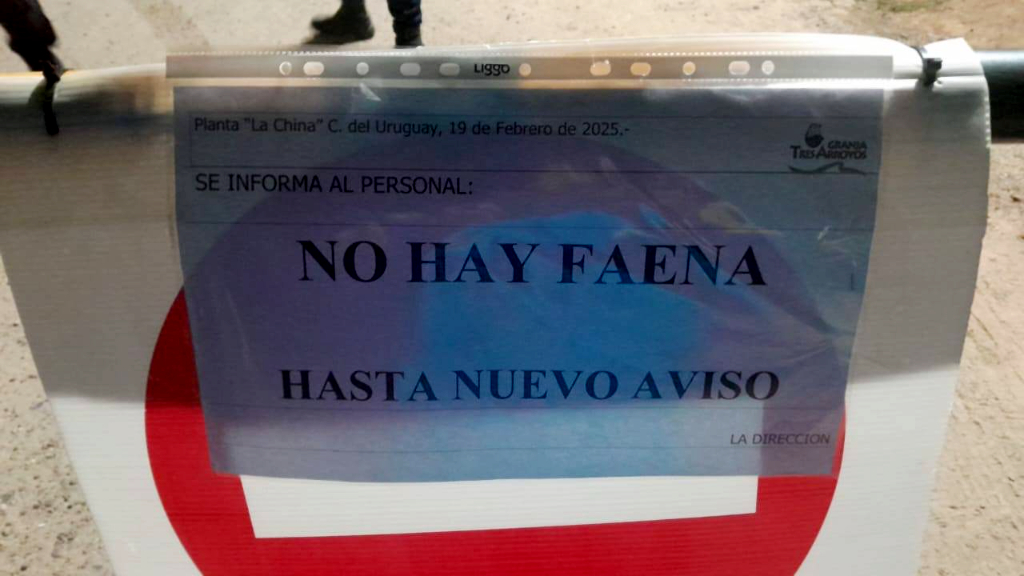 Liggo
Planta "La China" C. del Uruguay, 19 de Febrero de 2025.-
GRANJA
TRES ARROYOS
SE INFORMA AL PERSONAL:
NO HAY FAENA
HASTA NUEVO AVISO
LA DIRECCION